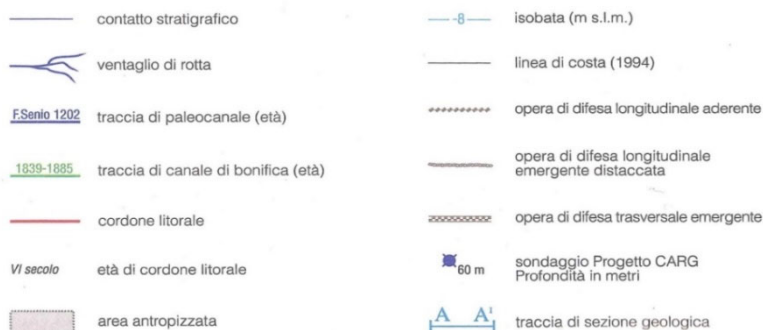 contatto stratigrafico
ventaglio di rotta
F.Senio 1202 traccia di paleocanale (età)
1839-1885 traccia di canale di bonifica (età)
cordone litorale
VI secolo età di cordone litorale
area antropizzata
-8 isobata (m s.l.m.)
linea di costa (1994)
opera di difesa longitudinale aderente
opera di difesa longitudinale
emergente distaccata
opera di difesa trasversale emergente
60 m sondaggio Progetto CARG
Profondità in metri
A A¹ traccia di sezione geologica